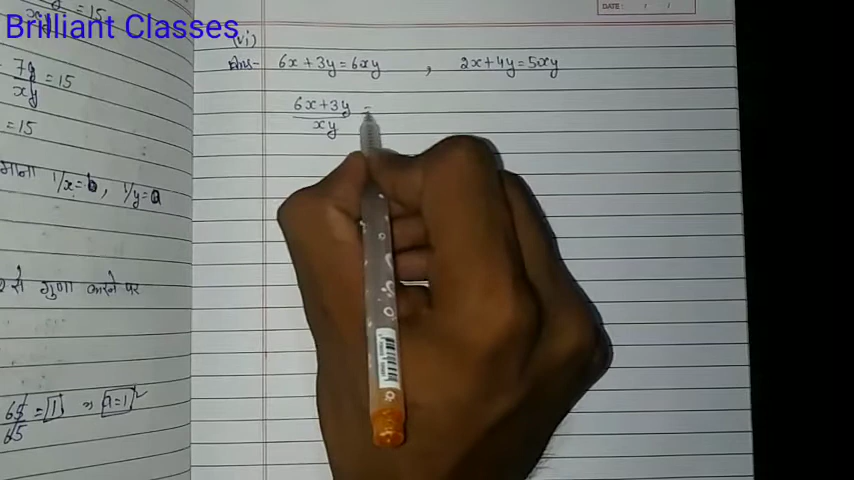 Brilliant Classes
= 15
7y/xy = 15
= 15
माना 1/x = b, 1/y = a
से गुणा करने पर
65/65 = 1 ⇒ a = 1
DATE: / /
(vi)
Ans- 6x + 3y = 6xy , 2x + 4y = 5xy
6x + 3y / xy =